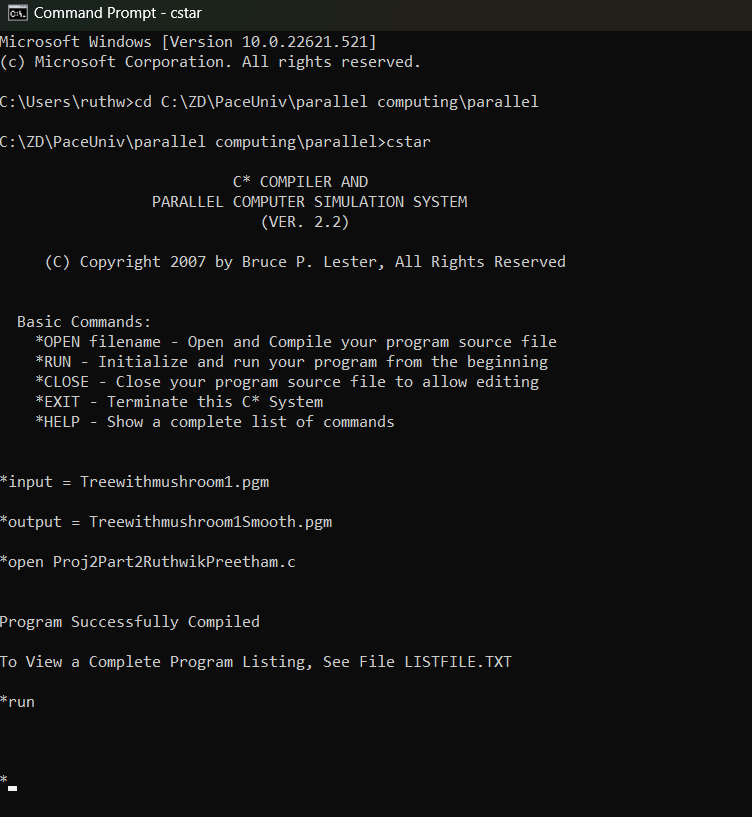 Command Prompt - cstar
Microsoft Windows [Version 10.0.22621.521]
(c) Microsoft Corporation. All rights reserved.
C:\Users\ruthw>cd C:\ZD\PaceUniv\parallel computing\parallel
C:\ZD\PaceUniv\parallel computing\parallel>cstar
C* COMPILER AND
PARALLEL COMPUTER SIMULATION SYSTEM
(VER. 2.2)
(C) Copyright 2007 by Bruce P. Lester, All Rights Reserved
Basic Commands:
*OPEN filename - Open and Compile your program source file
*RUN - Initialize and run your program from the beginning
*CLOSE - Close your program source file to allow editing
*EXIT - Terminate this C* System
*HELP - Show a complete list of commands
*input = Treewithmushroom1.pgm
*output = Treewithmushroom1Smooth.pgm
*open Proj2Part2RuthwikPreetham.c
Program Successfully Compiled
To View a Complete Program Listing, See File LISTFILE.TXT
*run
*